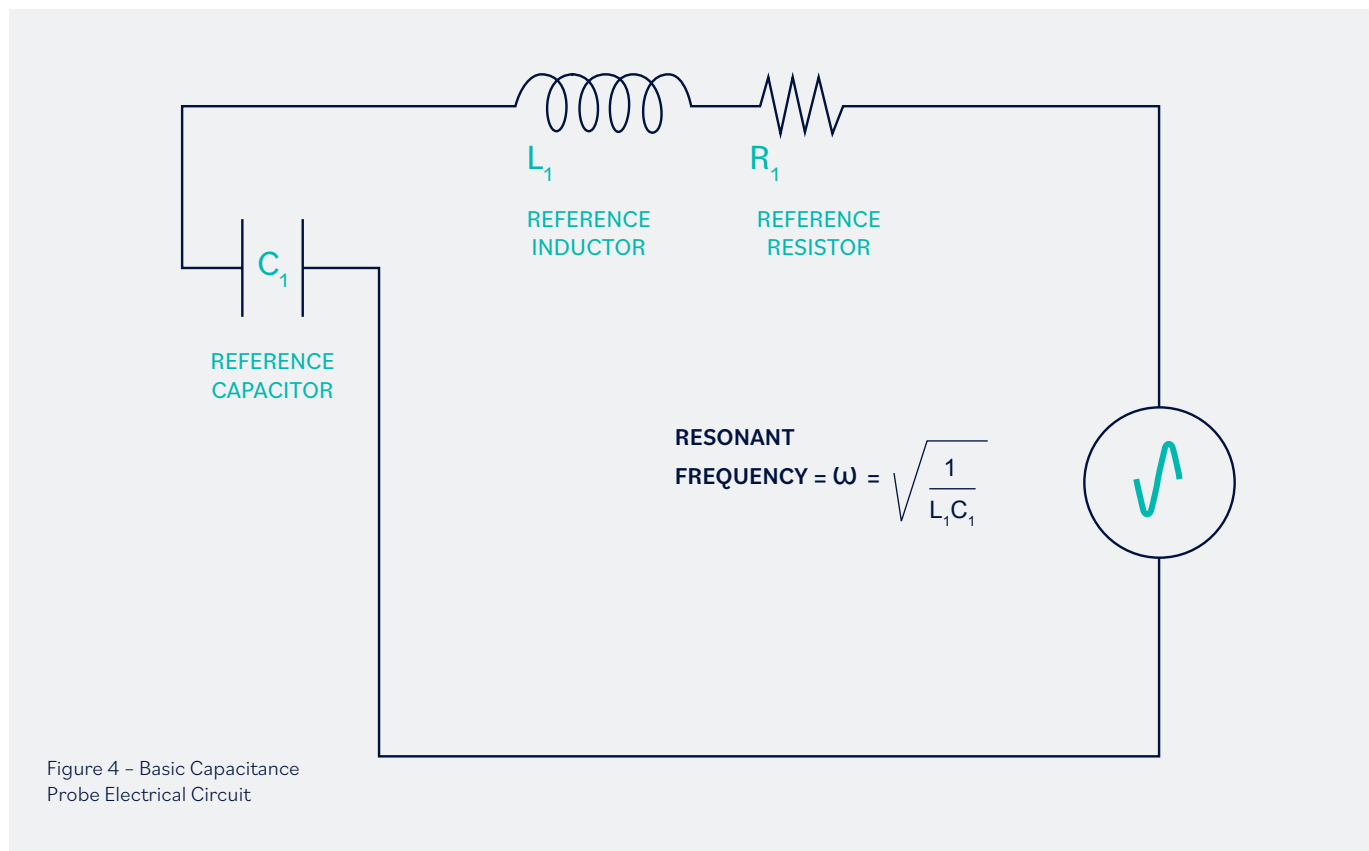 L₁
R₁
REFERENCE
INDUCTOR
REFERENCE
RESISTOR
C₁
REFERENCE
CAPACITOR
RESONANT
FREQUENCY = ω = √(1/L₁C₁)
Figure 4 – Basic Capacitance
Probe Electrical Circuit